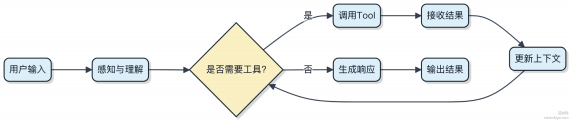 用户输入
感知与理解
是否需要工具?
是
调用Tool
接收结果
更新上下文
否
生成响应
输出结果